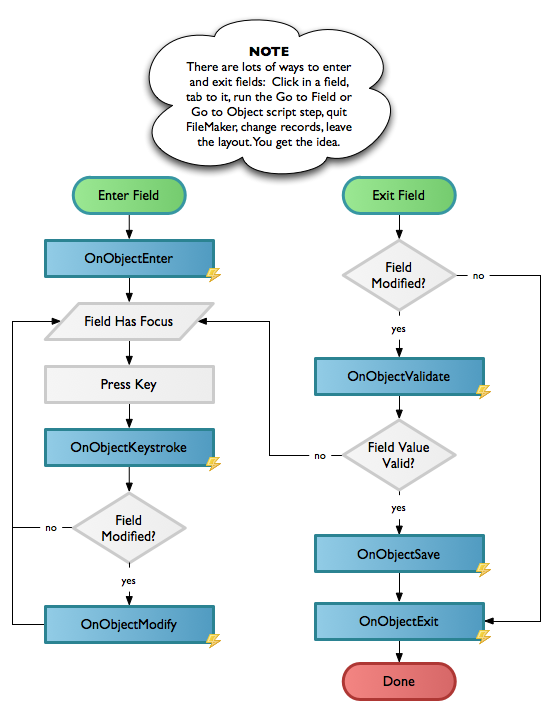 NOTE
There are lots of ways to enter
and exit fields:  Click in a field,
tab to it, run the Go to Field or
Go to Object script step, quit
FileMaker, change records, leave
the layout. You get the idea.
Enter Field
OnObjectEnter
Field Has Focus
Press Key
OnObjectKeystroke
Field
Modified?
no
yes
OnObjectModify
Exit Field
Field
Modified?
no
yes
OnObjectValidate
Field Value
Valid?
no
yes
OnObjectSave
OnObjectExit
Done